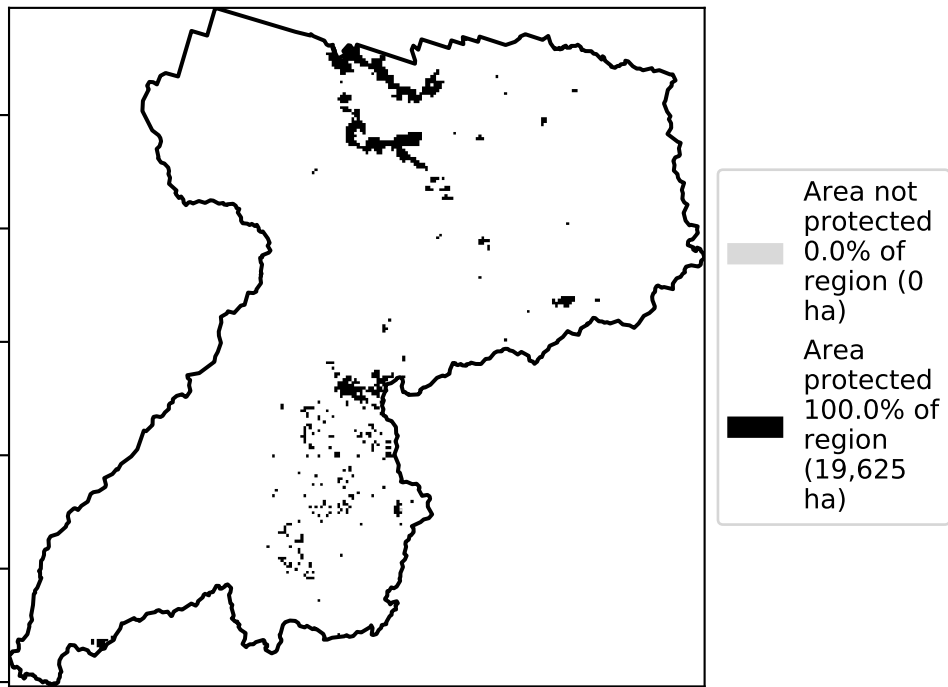 Area not
protected
0.0% of
region (0
ha)
Area
protected
100.0% of
region
(19,625
ha)